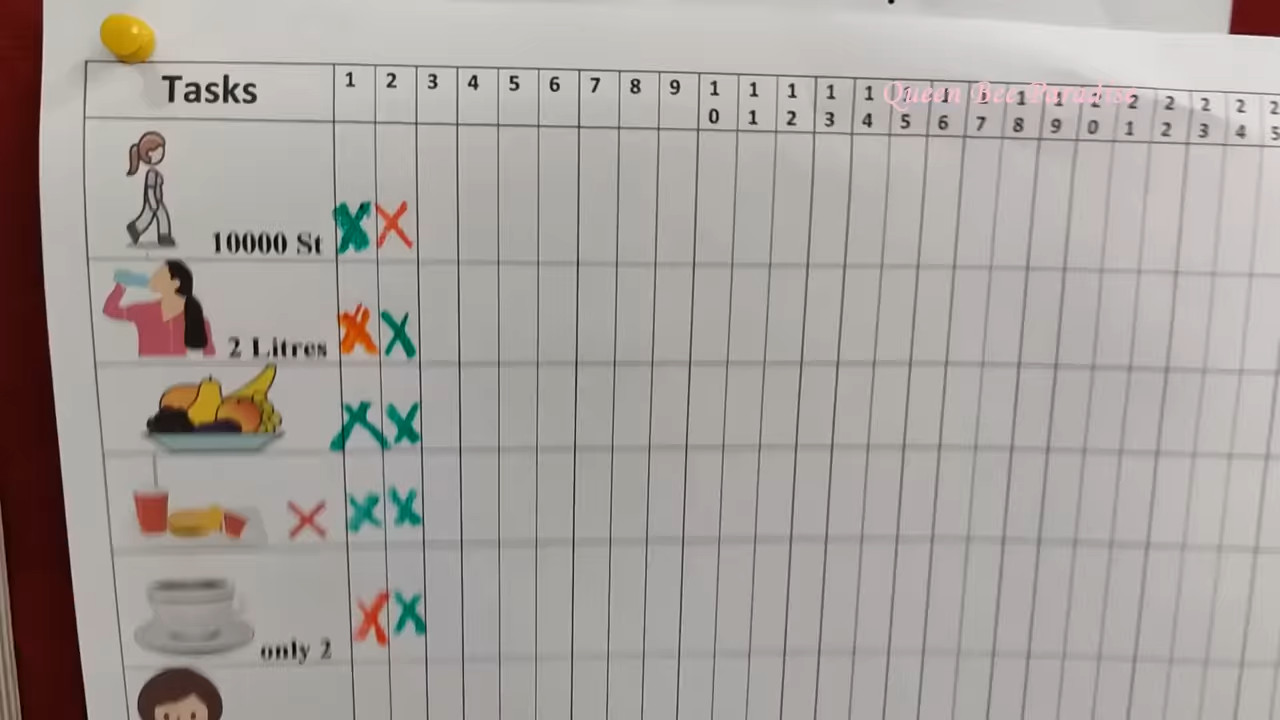 Tasks 1 2 3 4 5 6 7 8 9 10 11 12 13 14 15 16 17 18 19 20 21 22 23 24 25
Queen Bee Paradise
10000 St
2 Litres
only 2